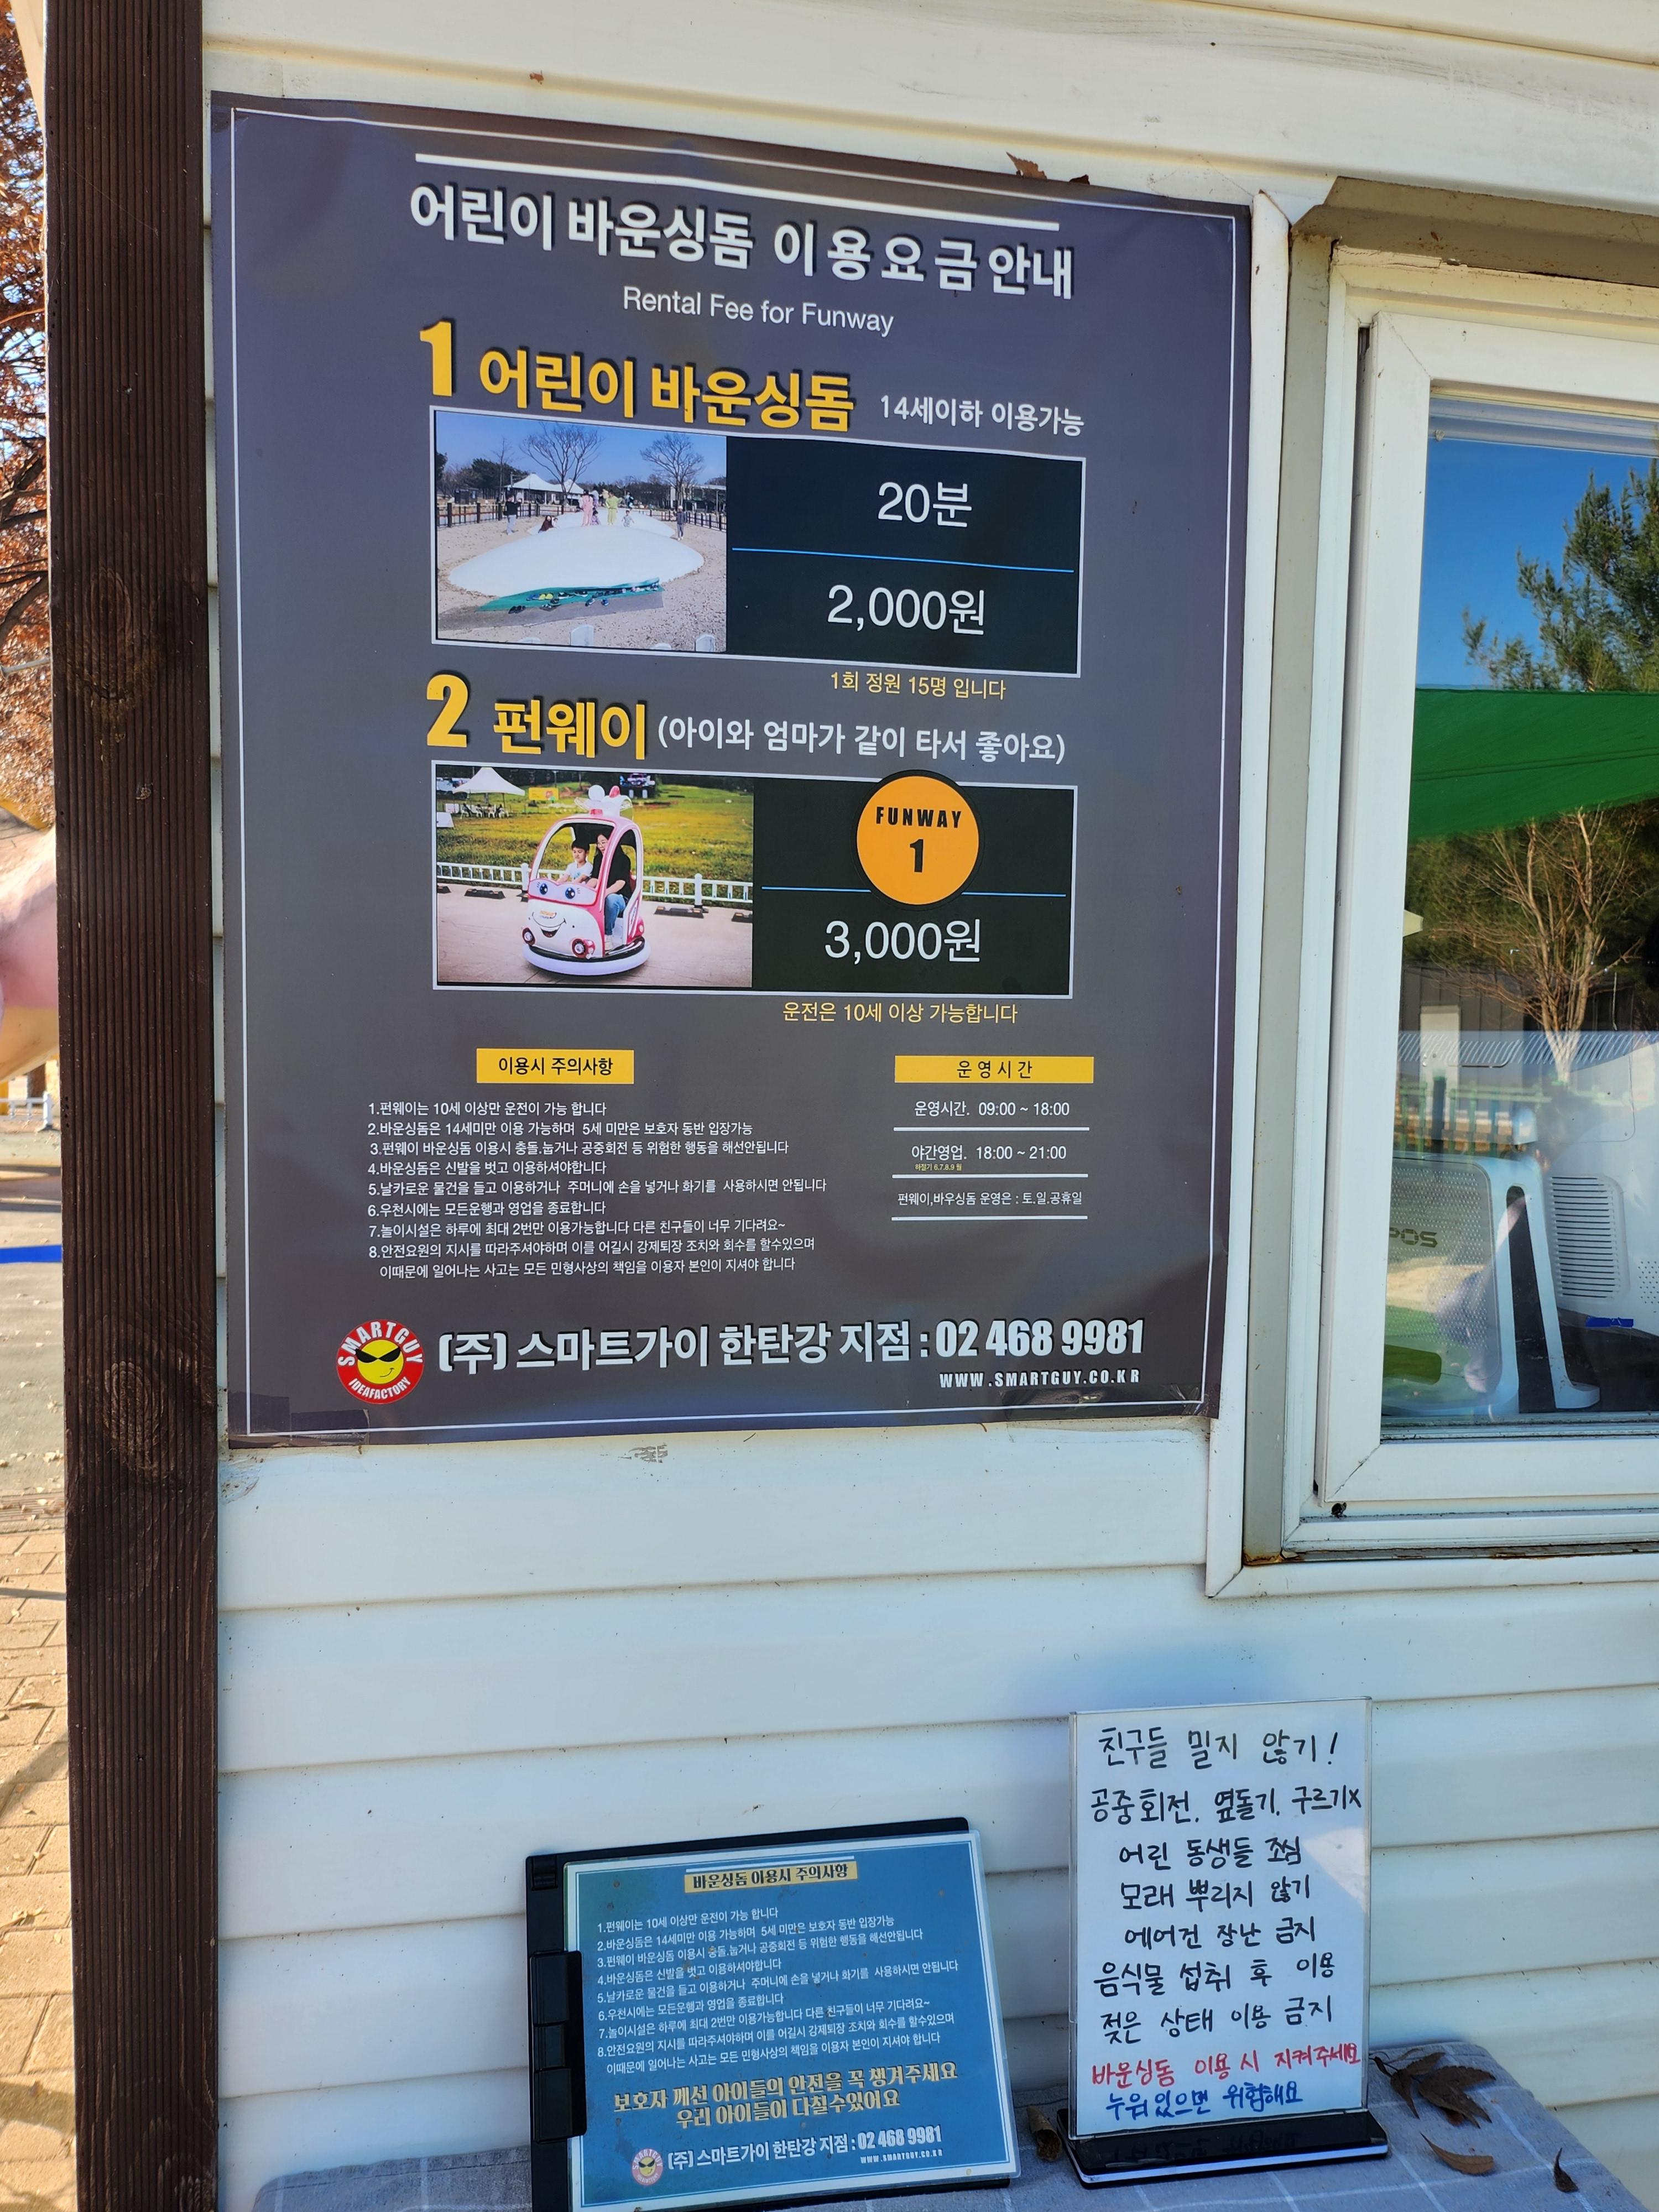 어린이 바운싱돔 이용요금안내
Rental Fee for Funway
1 어린이 바운싱돔 14세이하 이용가능
20분
2,000원
1회 정원 15명 입니다
2 펀웨이 (아이와 엄마가 같이 타서 좋아요)
FUNWAY
1
3,000원
운전은 10세 이상 가능합니다
이용시 주의사항
1.펀웨이는 10세 이상만 운전이 가능 합니다
2.바운싱돔은 14세미만 이용 가능하며 5세 미만은 보호자 동반 입장가능
3.펀웨이 바운싱돔 이용시 충돌.눕거나 공중회전 등 위험한 행동을 해선안됩니다
4.바운싱돔은 신발을 벗고 이용하셔야합니다
5.날카로운 물건을 들고 이용하거나 주머니에 손을 넣거나 화기를 사용하시면 안됩니다
6.우천시에는 모든운행과 영업을 종료합니다
7.놀이시설은 하루에 최대 2번만 이용가능합니다 다른 친구들이 너무 기다려요~
8.안전요원의 지시를 따라주셔야하며 이를 어길시 강제퇴장 조치와 회수를 할수있으며
이때문에 일어나는 사고는 모든 민형사상의 책임을 이용자 본인이 지셔야 합니다
운영시간
운영시간. 09:00 ~ 18:00
야간영업. 18:00 ~ 21:00
하절기 6.7.8.9 월
펀웨이,바우싱돔 운영은 : 토.일.공휴일
SMARTGUY
IDEAFACTORY
(주) 스마트가이 한탄강 지점 : 02 468 9981
WWW.SMARTGUY.CO.KR
POS
친구들 밀지 않기!
공중회전. 옆돌기. 구르기x
어린 동생들 조심
모래 뿌리지 않기
에어건 장난 금지
음식물 섭취 후 이용
젖은 상태 이용 금지
바운싱돔 이용 시 지켜주세요
누워있으면 위험해요
바운싱돔 이용시 주의사항
1.펀웨이는 10세 이상만 운전이 가능 합니다
2.바운싱돔은 14세미만 이용 가능하며 5세 미만은 보호자 동반 입장가능
3.펀웨이 바운싱돔 이용시 충돌.눕거나 공중회전 등 위험한 행동을 해선안됩니다
4.바운싱돔은 신발을 벗고 이용하셔야합니다
5.날카로운 물건을 들고 이용하거나 주머니에 손을 넣거나 화기를 사용하시면 안됩니다
6.우천시에는 모든운행과 영업을 종료합니다
7.놀이시설은 하루에 최대 2번만 이용가능합니다 다른 친구들이 너무 기다려요~
8.안전요원의 지시를 따라주셔야하며 이를 어길시 강제퇴장 조치와 회수를 할수있으며
이때문에 일어나는 사고는 모든 민형사상의 책임을 이용자 본인이 지셔야 합니다
보호자 께선 아이들의 안전을 꼭 챙겨주세요
우리 아이들이 다칠수있어요
(주) 스마트가이 한탄강 지점 : 02 468 9981
WWW.SMARTGUY.CO.KR